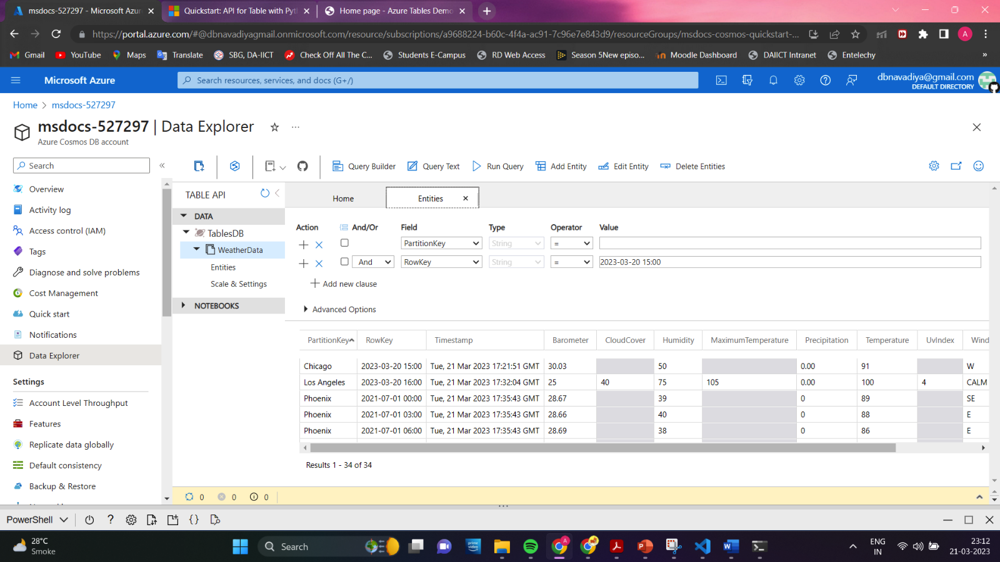 msdocs-527297 - Microsoft Azur
Quickstart: API for Table with Pyt
Home page - Azure Tables Demo
https://portal.azure.com/#@dbnavadiyagmail.onmicrosoft.com/resource/subscriptions/a9688224-b60c-4f4a-ac91-7c96e7e843d9/resourceGroups/msdocs-cosmos-quickstart-...
A
Gmail YouTube Maps Translate SBG, DA-IICT Check Off All The C... Students E-Campus RD Web Access Season 5New episo... Moodle Dashboard DAIICT Intranet Entelechy »
Microsoft Azure
Search resources, services, and docs (G+/)
dbnavadiya@gmail.com
DEFAULT DIRECTORY
Home > msdocs-527297
msdocs-527297 | Data Explorer
Azure Cosmos DB account
Search
Overview
Activity log
Access control (IAM)
Tags
Diagnose and solve problems
Cost Management
Quick start
Notifications
Data Explorer
Settings
Account Level Throughput
Features
Replicate data globally
Default consistency
Backup & Restore
Query Builder Query Text Run Query Add Entity Edit Entity Delete Entities
TABLE API
DATA
TablesDB
WeatherData
Entities
Scale & Settings
NOTEBOOKS
Home Entities
Action And/Or Field Type Operator Value
PartitionKey String =
And RowKey String = 2023-03-20 15:00
Add new clause
Advanced Options
PartitionKey RowKey Timestamp Barometer CloudCover Humidity MaximumTemperature Precipitation Temperature UvIndex Wind
Chicago 2023-03-20 15:00 Tue, 21 Mar 2023 17:21:51 GMT 30.03 50 0.00 91 W
Los Angeles 2023-03-20 16:00 Tue, 21 Mar 2023 17:32:04 GMT 25 40 75 105 0.00 100 4 CALM
Phoenix 2021-07-01 00:00 Tue, 21 Mar 2023 17:35:43 GMT 28.67 39 0 89 SE
Phoenix 2021-07-01 03:00 Tue, 21 Mar 2023 17:35:43 GMT 28.66 40 0 88 E
Phoenix 2021-07-01 06:00 Tue, 21 Mar 2023 17:35:43 GMT 28.69 38 0 86 E
Results 1 - 34 of 34
0 0 0
PowerShell ? {}
28°C
Smoke
Search
prime video
ENG
IN
23:12
21-03-2023